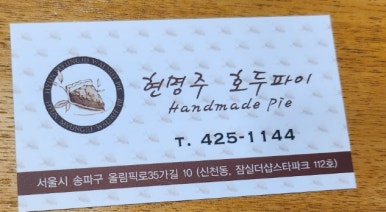 현명주 호두파이
Handmade Pie
T. 425-1144
서울시 송파구 올림픽로35가길 10 (신천동, 잠실더샵스타파크 112호)